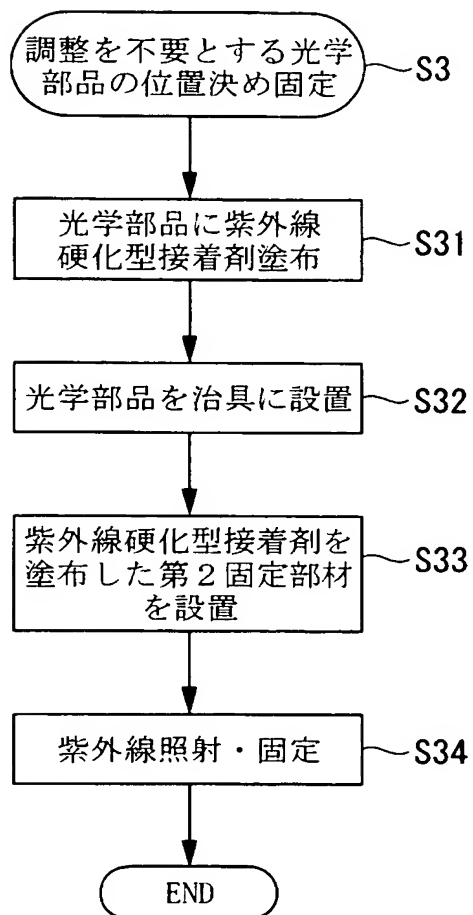 調整を不要とする光学
部品の位置決め固定
S3
光学部品に紫外線
硬化型接着剤塗布
S31
光学部品を治具に設置
S32
紫外線硬化型接着剤を
塗布した第２固定部材
を設置
S33
紫外線照射・固定
S34
END